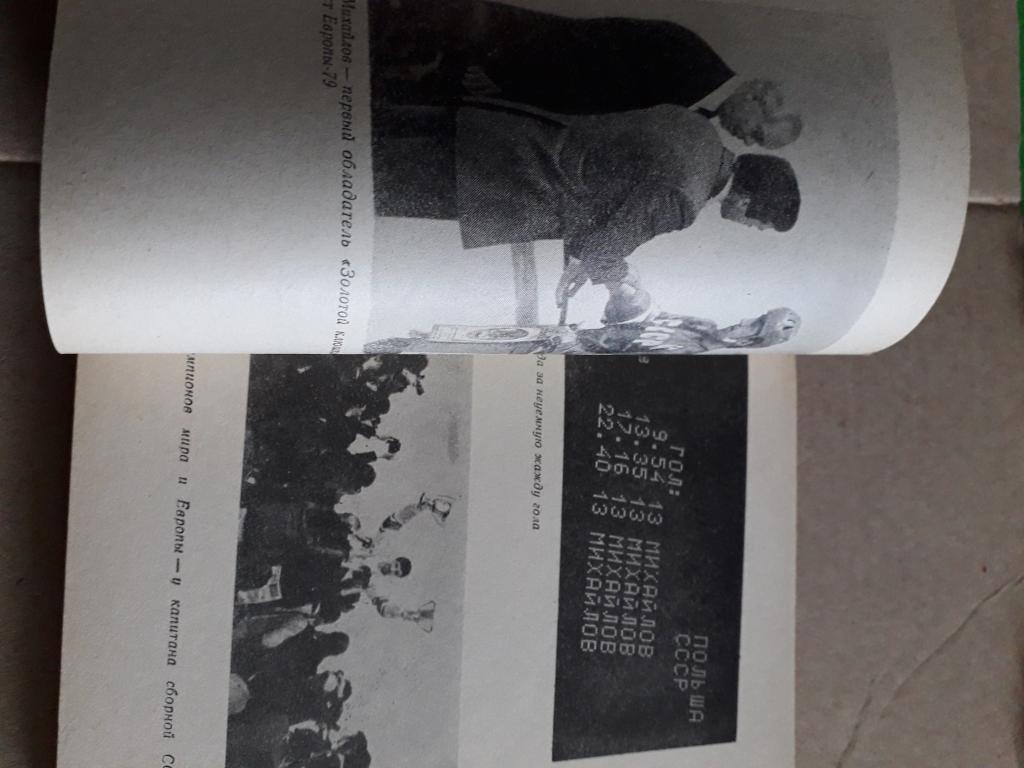 Михайлов — первый обладатель «Золотой
Европы-79
ПОЛЬША
СССР
ГОЛ:
9.54 13 МИХАЙЛОВ
13.35 13 МИХАЙЛОВ
17.16 13 МИХАЙЛОВ
22.40 13 МИХАЙЛОВ
за неуемную жажду гола
мпионов мира и Европы — у капитана сборной